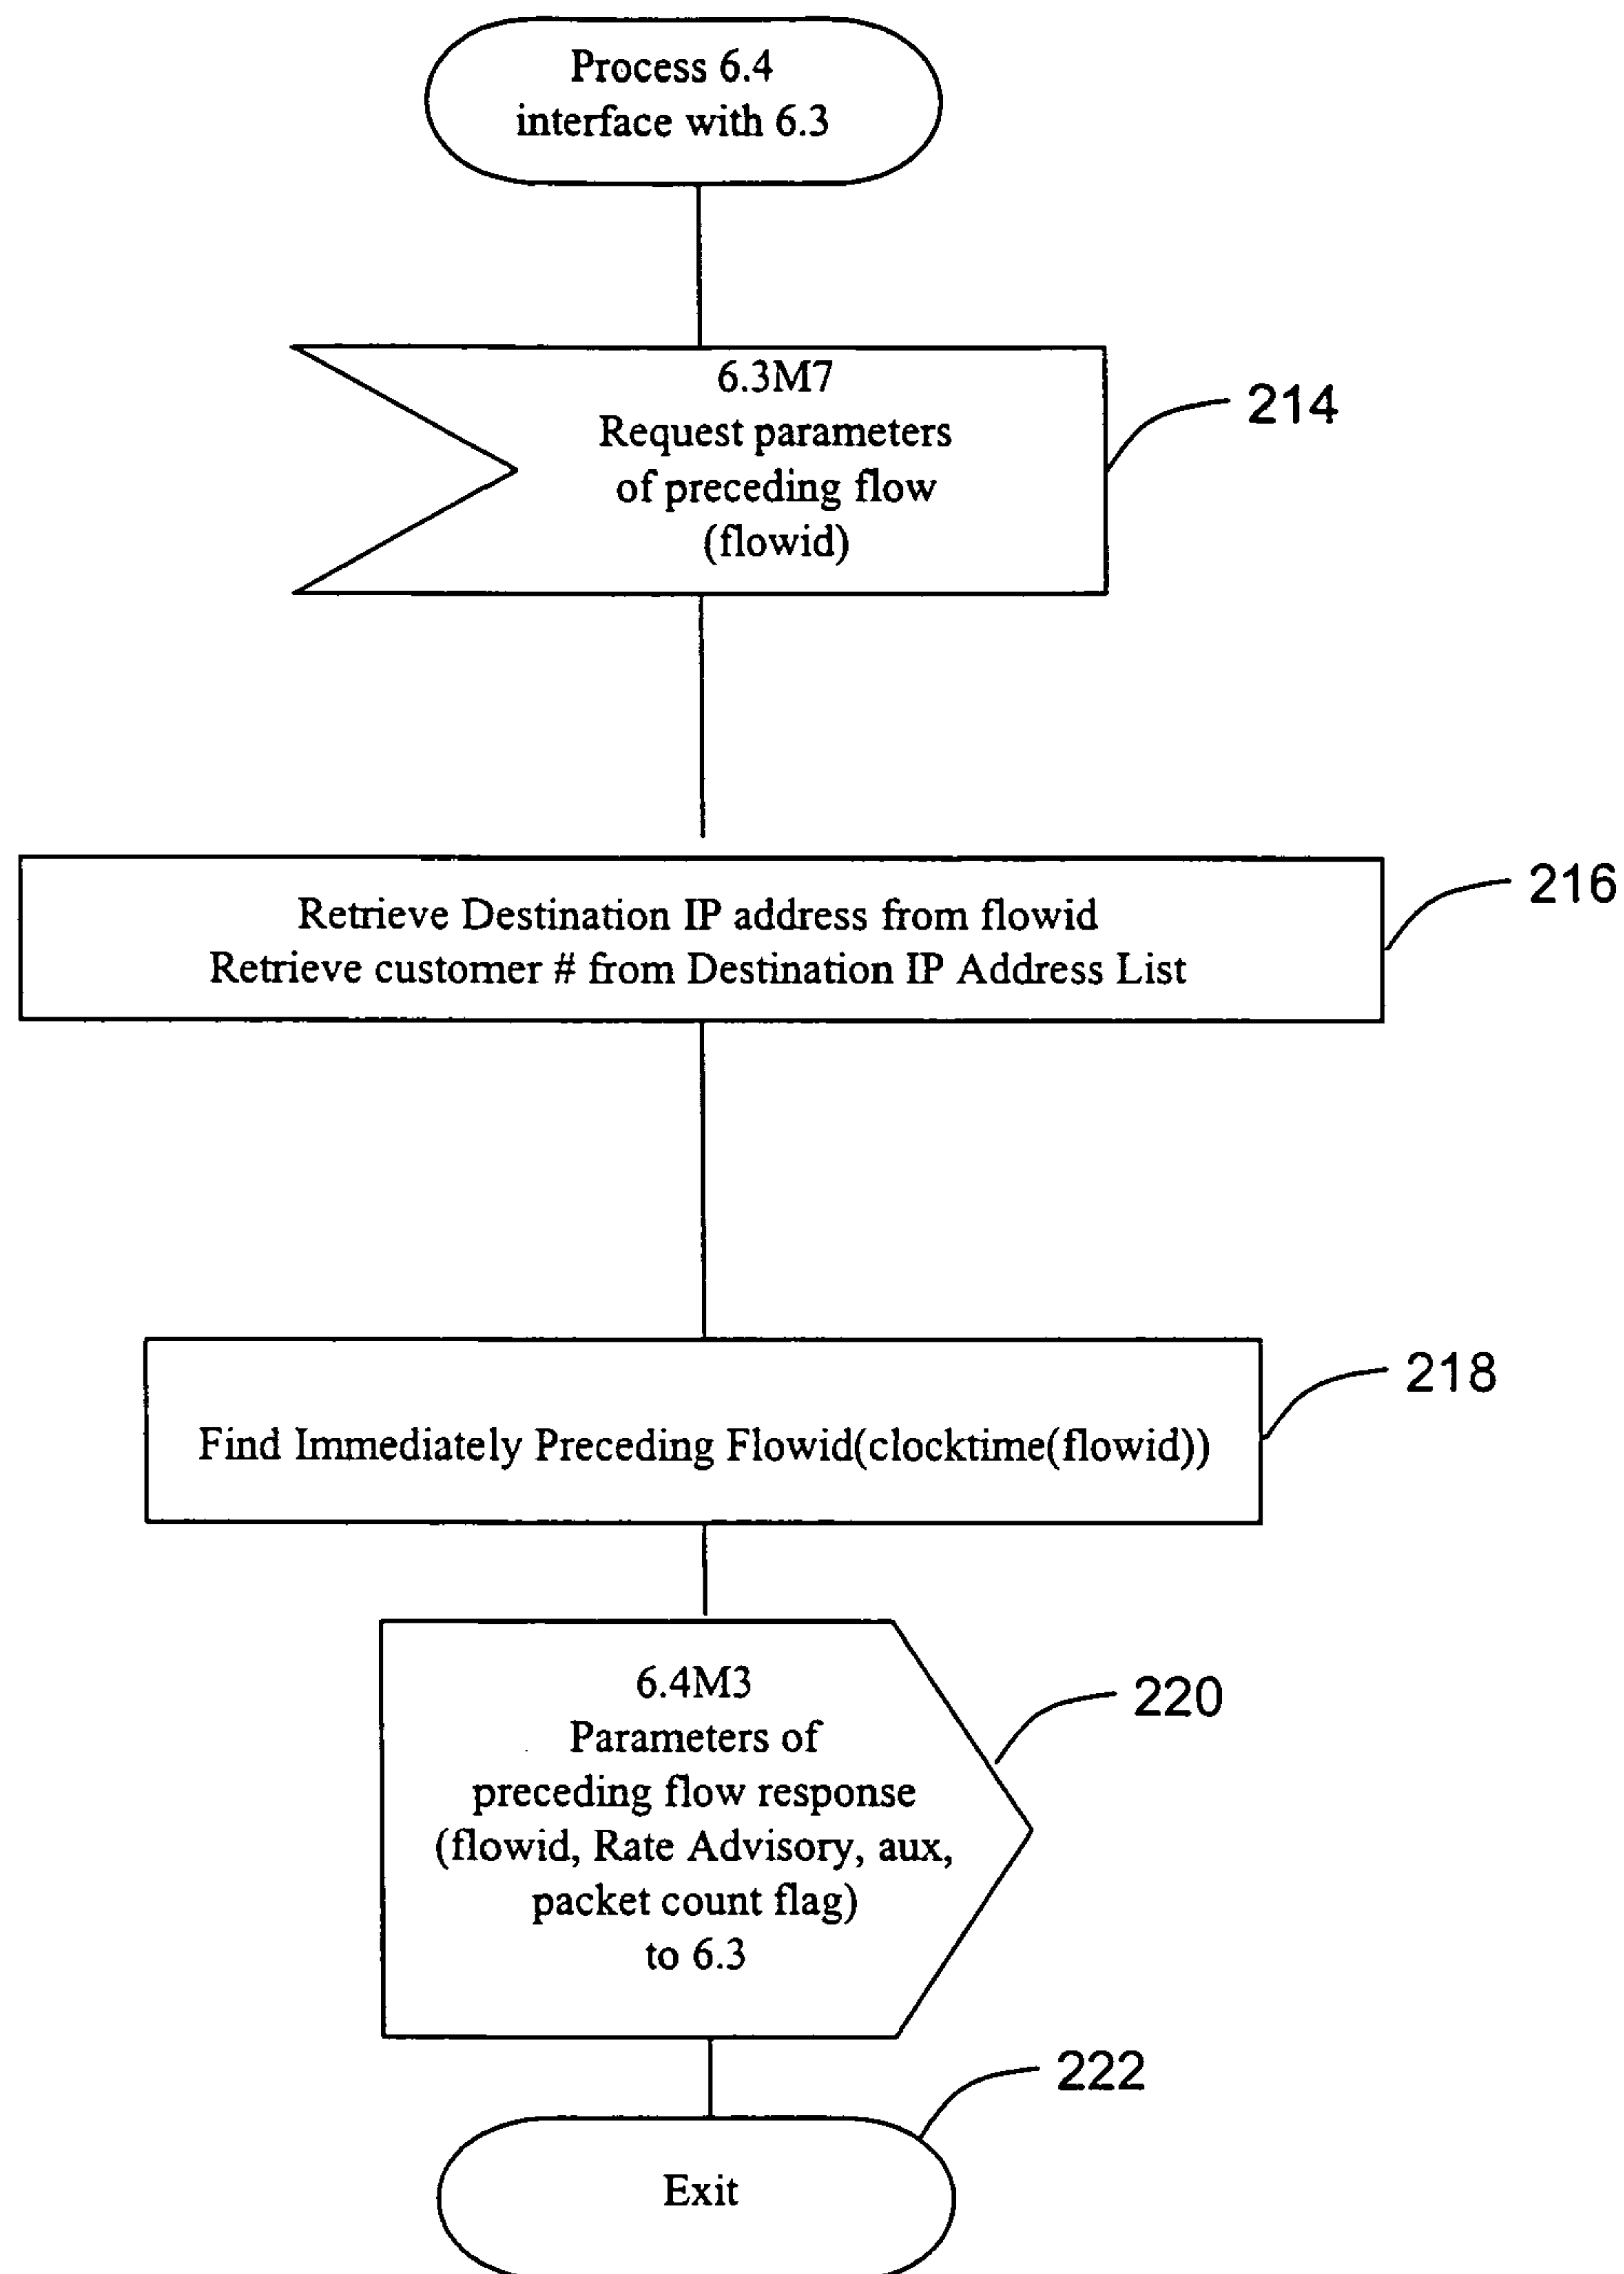 Process 6.4
interface with 6.3
6.3M7
Request parameters
of preceding flow
(flowid)
214
Retrieve Destination IP address from flowid
Retrieve customer # from Destination IP Address List
216
Find Immediately Preceding Flowid(clocktime(flowid))
218
6.4M3
Parameters of
preceding flow response
(flowid, Rate Advisory, aux,
packet count flag)
to 6.3
220
222
Exit